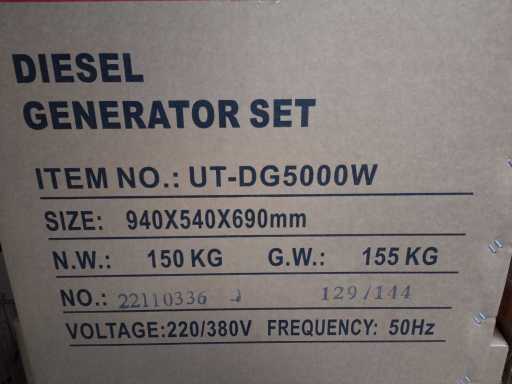 DIESEL
GENERATOR SET
ITEM NO.: UT-DG5000W
SIZE: 940X540X690mm
N.W.: 150 KG G.W.: 155 KG
NO.: 22110336 129/144
VOLTAGE:220/380V FREQUENCY: 50Hz